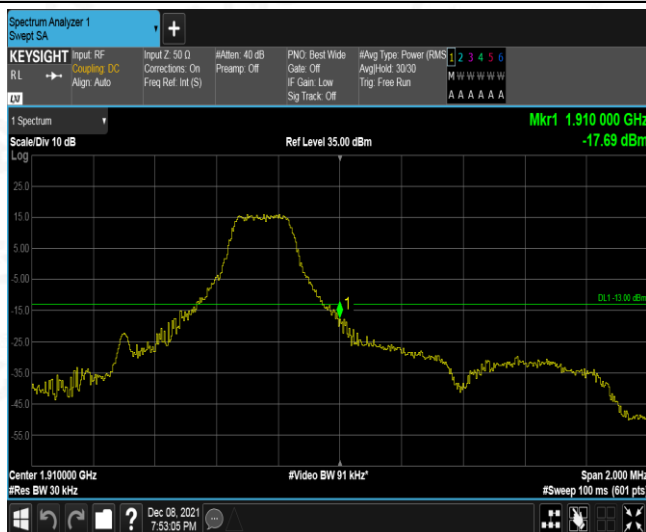 Spectrum Analyzer 1
Swept SA
+
KEYSIGHT
RL
LXI
Input: RF
Coupling: DC
Align: Auto
Input Z: 50 Ω
Corrections: On
Freq Ref: Int (S)
#Atten: 40 dB
Preamp: Off
PNO: Best Wide
Gate: Off
IF Gain: Low
Sig Track: Off
#Avg Type: Power (RMS
Avg|Hold: 30/30
Trig: Free Run
1 2 3 4 5 6
M W W W W W
A A A A A A
1 Spectrum
Scale/Div 10 dB
Log
Ref Level 35.00 dBm
Mkr1 1.910 000 GHz
-17.69 dBm
25.0
15.0
5.00
-5.00
-15.0
-25.0
-35.0
-45.0
-55.0
1
DL1 -13.00 dBm
Center 1.910000 GHz
#Res BW 30 kHz
#Video BW 91 kHz*
Span 2.000 MHz
#Sweep 100 ms (601 pts)
?
Dec 08, 2021
7:53:05 PM